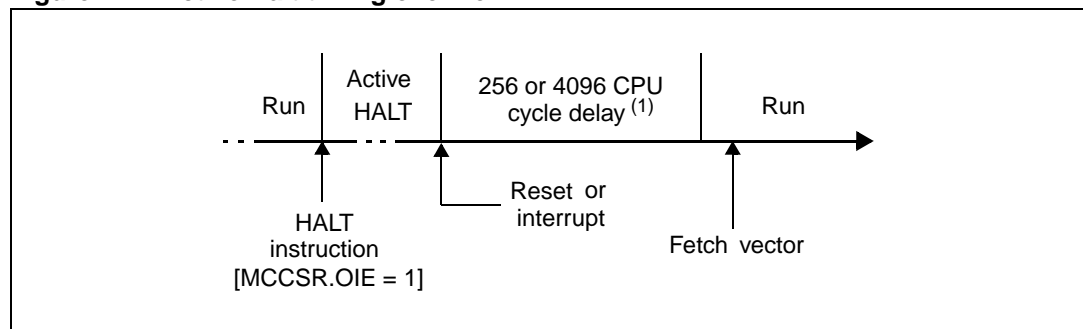 Active
HALT
Run
256 or 4096 CPU
cycle delay (1)
Run
HALT
instruction
[MCCSR.OIE = 1]
Reset or
interrupt
Fetch vector